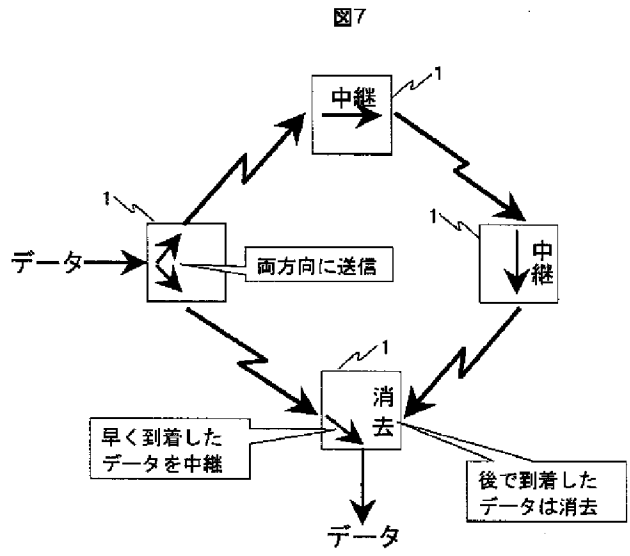 図7
中継
1
1
データ
両方向に送信
1
中継
1
消去
早く到着した
データを中継
後で到着した
データは消去
データ